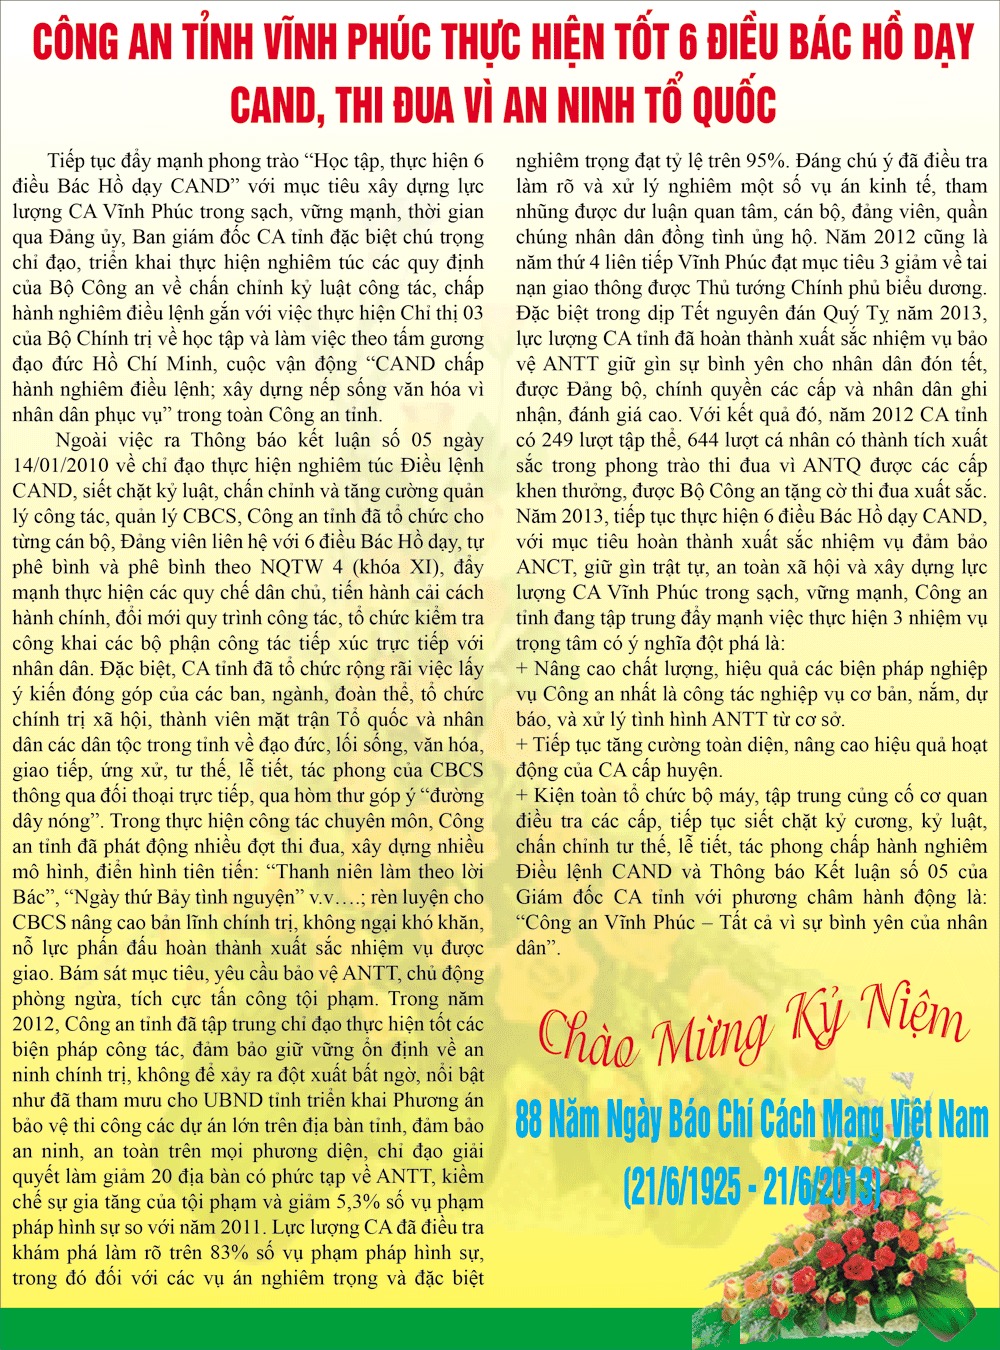 CÔNG AN TỈNH VĨNH PHÚC THỰC HIỆN TỐT 6 ĐIỀU BÁC HỒ DẠY
CAND, THI ĐUA VÌ AN NINH TỔ QUỐC
Tiếp tục đẩy mạnh phong trào “Học tập, thực hiện 6
điều Bác Hồ dạy CAND” với mục tiêu xây dựng lực
lượng CA Vĩnh Phúc trong sạch, vững mạnh, thời gian
qua Đảng ủy, Ban giám đốc CA tỉnh đặc biệt chú trọng
chỉ đạo, triển khai thực hiện nghiêm túc các quy định
của Bộ Công an về chấn chỉnh kỷ luật công tác, chấp
hành nghiêm điều lệnh gắn với việc thực hiện Chỉ thị 03
của Bộ Chính trị về học tập và làm việc theo tấm gương
đạo đức Hồ Chí Minh, cuộc vận động “CAND chấp
hành nghiêm điều lệnh; xây dựng nếp sống văn hóa vì
nhân dân phục vụ” trong toàn Công an tỉnh.
Ngoài việc ra Thông báo kết luận số 05 ngày
14/01/2010 về chỉ đạo thực hiện nghiêm túc Điều lệnh
CAND, siết chặt kỷ luật, chấn chỉnh và tăng cường quản
lý công tác, quản lý CBCS, Công an tỉnh đã tổ chức cho
từng cán bộ, Đảng viên liên hệ với 6 điều Bác Hồ dạy, tự
phê bình và phê bình theo NQTW 4 (khóa XI), đẩy
mạnh thực hiện các quy chế dân chủ, tiến hành cải cách
hành chính, đổi mới quy trình công tác, tổ chức kiểm tra
công khai các bộ phận công tác tiếp xúc trực tiếp với
nhân dân. Đặc biệt, CA tỉnh đã tổ chức rộng rãi việc lấy
ý kiến đóng góp của các ban, ngành, đoàn thể, tổ chức
chính trị xã hội, thành viên mặt trận Tổ quốc và nhân
dân các dân tộc trong tỉnh về đạo đức, lối sống, văn hóa,
giao tiếp, ứng xử, tư thế, lễ tiết, tác phong của CBCS
thông qua đối thoại trực tiếp, qua hòm thư góp ý “đường
dây nóng”. Trong thực hiện công tác chuyên môn, Công
an tỉnh đã phát động nhiều đợt thi đua, xây dựng nhiều
mô hình, điển hình tiên tiến: “Thanh niên làm theo lời
Bác”, “Ngày thứ Bảy tình nguyện” v.v….; rèn luyện cho
CBCS nâng cao bản lĩnh chính trị, không ngại khó khăn,
nỗ lực phấn đấu hoàn thành xuất sắc nhiệm vụ được
giao. Bám sát mục tiêu, yêu cầu bảo vệ ANTT, chủ động
phòng ngừa, tích cực tấn công tội phạm. Trong năm
2012, Công an tỉnh đã tập trung chỉ đạo thực hiện tốt các
biện pháp công tác, đảm bảo giữ vững ổn định về an
ninh chính trị, không để xảy ra đột xuất bất ngờ, nổi bật
như đã tham mưu cho UBND tỉnh triển khai Phương án
bảo vệ thi công các dự án lớn trên địa bàn tỉnh, đảm bảo
an ninh, an toàn trên mọi phương diện, chỉ đạo giải
quyết làm giảm 20 địa bàn có phức tạp về ANTT, kiềm
chế sự gia tăng của tội phạm và giảm 5,3% số vụ phạm
pháp hình sự so với năm 2011. Lực lượng CA đã điều tra
khám phá làm rõ trên 83% số vụ phạm pháp hình sự,
trong đó đối với các vụ án nghiêm trọng và đặc biệt
nghiêm trọng đạt tỷ lệ trên 95%. Đáng chú ý đã điều tra
làm rõ và xử lý nghiêm một số vụ án kinh tế, tham
nhũng được dư luận quan tâm, cán bộ, đảng viên, quần
chúng nhân dân đồng tình ủng hộ. Năm 2012 cũng là
năm thứ 4 liên tiếp Vĩnh Phúc đạt mục tiêu 3 giảm về tai
nạn giao thông được Thủ tướng Chính phủ biểu dương.
Đặc biệt trong dịp Tết nguyên đán Quý Tỵ năm 2013,
lực lượng CA tỉnh đã hoàn thành xuất sắc nhiệm vụ bảo
vệ ANTT giữ gìn sự bình yên cho nhân dân đón tết,
được Đảng bộ, chính quyền các cấp và nhân dân ghi
nhận, đánh giá cao. Với kết quả đó, năm 2012 CA tỉnh
có 249 lượt tập thể, 644 lượt cá nhân có thành tích xuất
sắc trong phong trào thi đua vì ANTQ được các cấp
khen thưởng, được Bộ Công an tặng cờ thi đua xuất sắc.
Năm 2013, tiếp tục thực hiện 6 điều Bác Hồ dạy CAND,
với mục tiêu hoàn thành xuất sắc nhiệm vụ đảm bảo
ANCT, giữ gìn trật tự, an toàn xã hội và xây dựng lực
lượng CA Vĩnh Phúc trong sạch, vững mạnh, Công an
tỉnh đang tập trung đẩy mạnh việc thực hiện 3 nhiệm vụ
trọng tâm có ý nghĩa đột phá là:
+ Nâng cao chất lượng, hiệu quả các biện pháp nghiệp
vụ Công an nhất là công tác nghiệp vụ cơ bản, nắm, dự
báo, và xử lý tình hình ANTT từ cơ sở.
+ Tiếp tục tăng cường toàn diện, nâng cao hiệu quả hoạt
động của CA cấp huyện.
+ Kiện toàn tổ chức bộ máy, tập trung củng cố cơ quan
điều tra các cấp, tiếp tục siết chặt kỷ cương, kỷ luật,
chấn chỉnh tư thế, lễ tiết, tác phong chấp hành nghiêm
Điều lệnh CAND và Thông báo Kết luận số 05 của
Giám đốc CA tỉnh với phương châm hành động là:
“Công an Vĩnh Phúc – Tất cả vì sự bình yên của nhân
dân”.
Chào Mừng Kỷ Niệm
88 Năm Ngày Báo Chí Cách Mạng Việt Nam
(21/6/1925 - 21/6/2013)